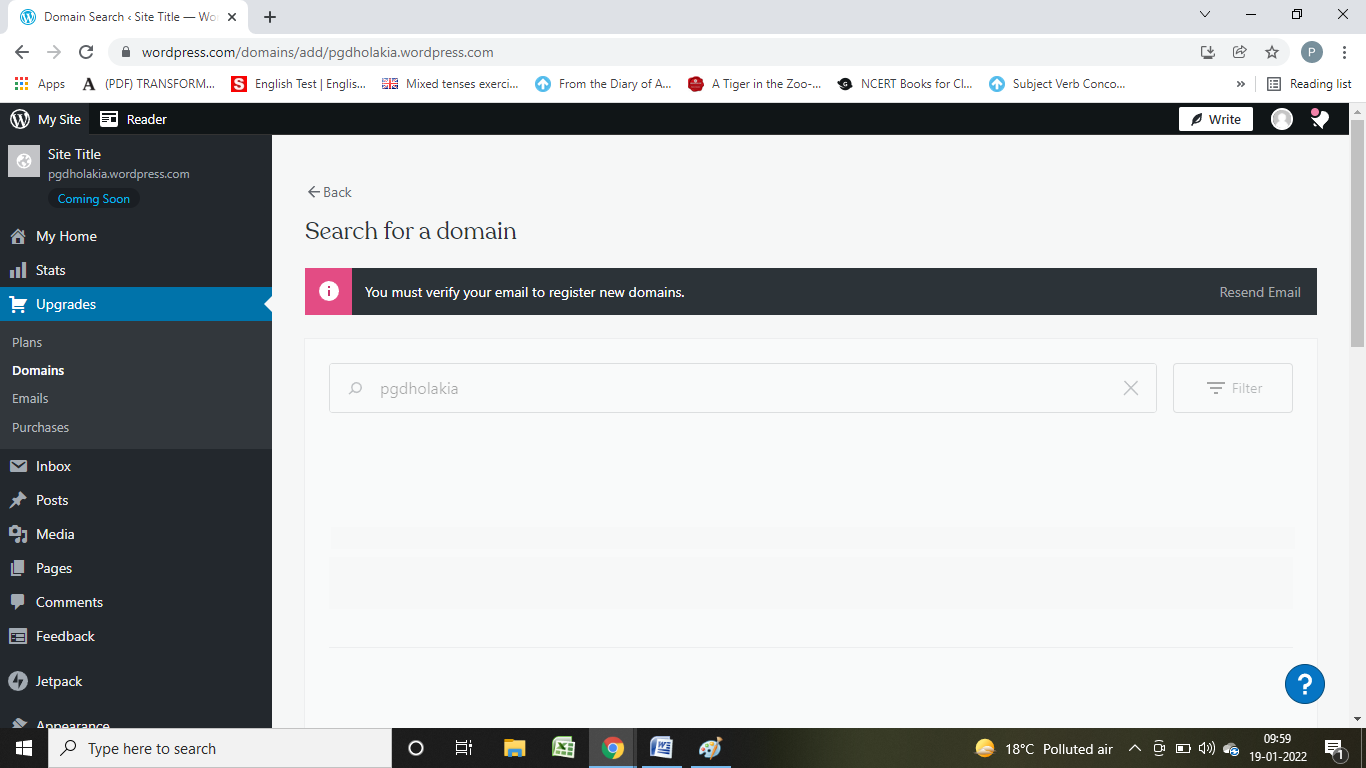 Domain Search ‹ Site Title — Wo
wordpress.com/domains/add/pgdholakia.wordpress.com
P
Apps
(PDF) TRANSFORM...
English Test | Englis...
Mixed tenses exerci...
From the Diary of A...
A Tiger in the Zoo-...
NCERT Books for Cl...
Subject Verb Conco...
»
Reading list
My Site
Reader
Write
Site Title
pgdholakia.wordpress.com
Coming Soon
My Home
Stats
Upgrades
Plans
Domains
Emails
Purchases
Inbox
Posts
Media
Pages
Comments
Feedback
Jetpack
Appearance
Back
Search for a domain
You must verify your email to register new domains.
Resend Email
pgdholakia
Filter
?
Type here to search
18°C Polluted air
09:59
19-01-2022
1